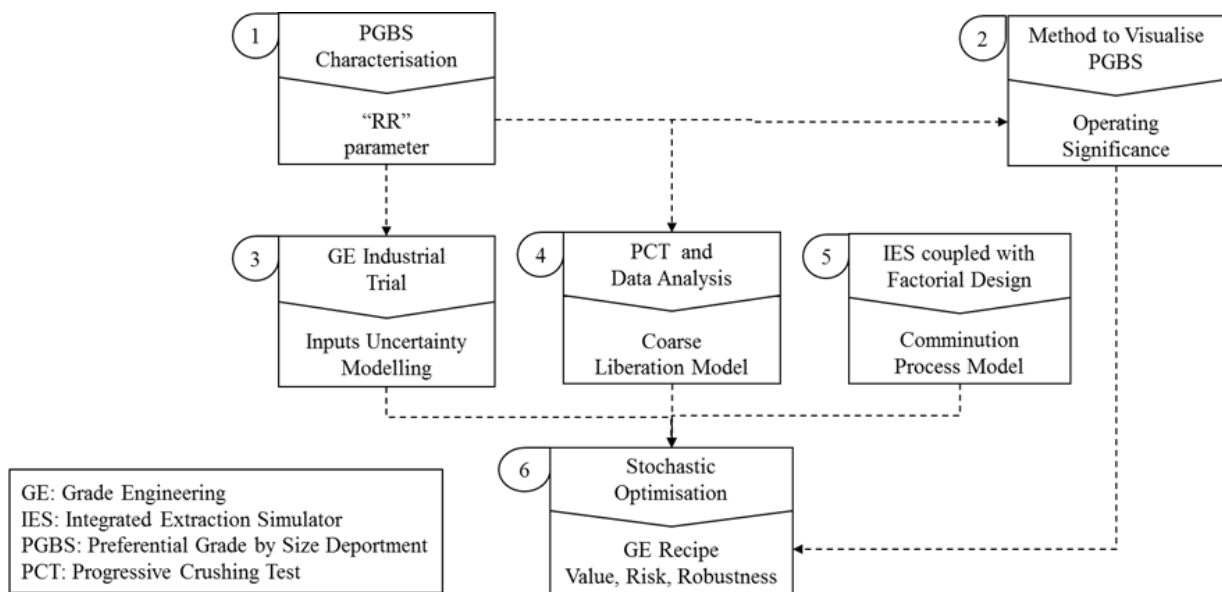 1
PGBS
Characterisation
“RR”
parameter
2
Method to Visualise
PGBS
Operating
Significance
3
GE Industrial
Trial
Inputs Uncertainty
Modelling
4
PCT and
Data Analysis
Coarse
Liberation Model
5
IES coupled with
Factorial Design
Comminution
Process Model
6
Stochastic
Optimisation
GE Recipe
Value, Risk, Robustness
GE: Grade Engineering
IES: Integrated Extraction Simulator
PGBS: Preferential Grade by Size Department
PCT: Progressive Crushing Test